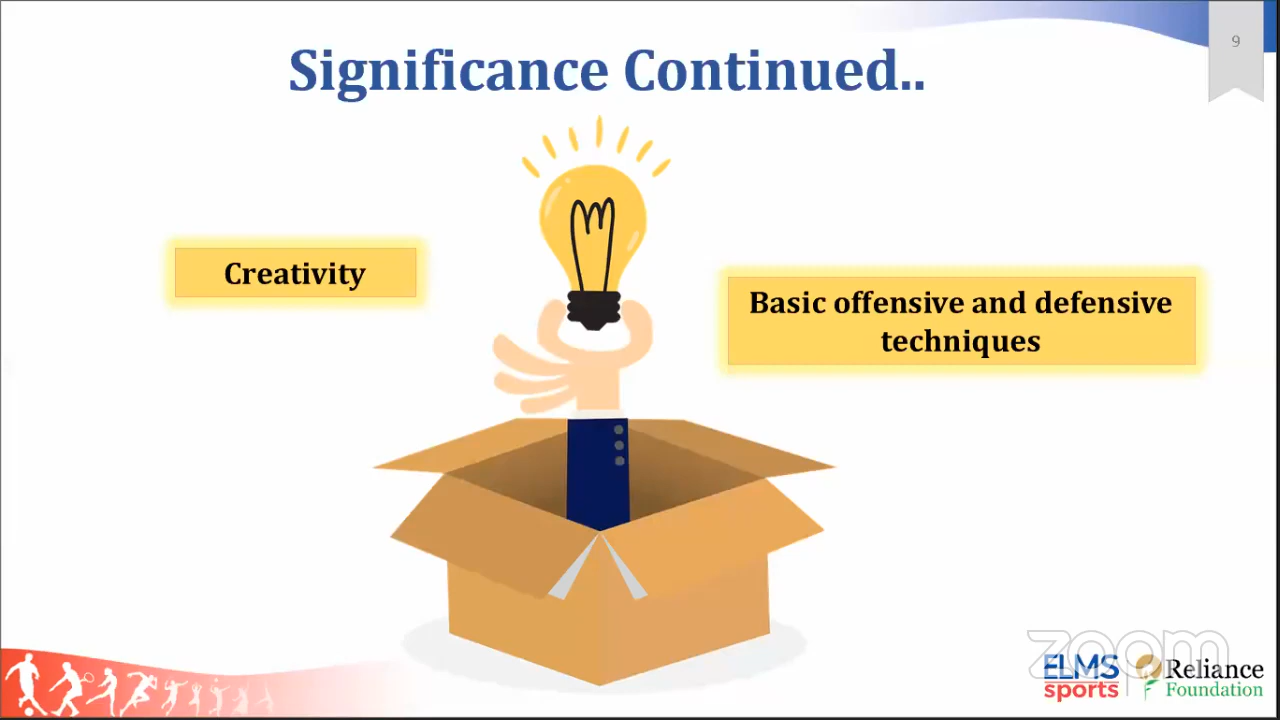 9
Significance Continued..
Creativity
Basic offensive and defensive
techniques
zoom
ELMS
sports
Reliance
Foundation